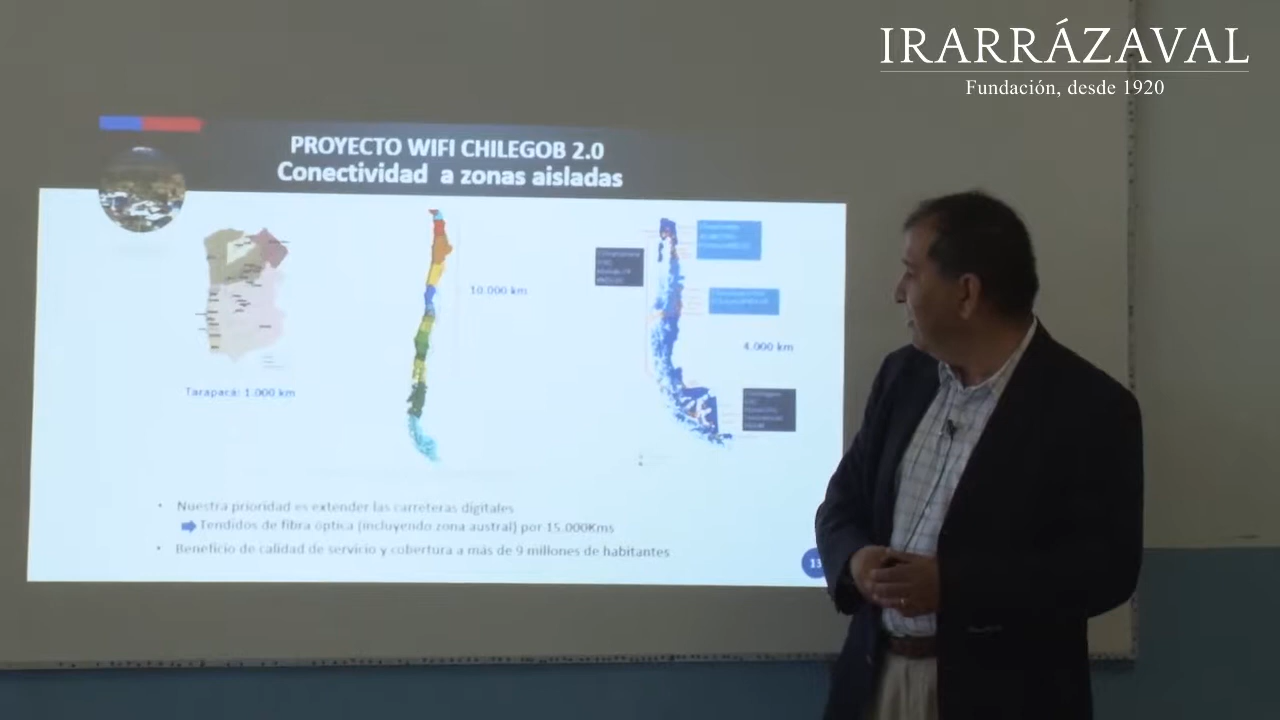 IRARRÁZAVAL
Fundación, desde 1920
PROYECTO WIFI CHILEGOB 2.0
Conectividad a zonas aisladas
10.000 km
4.000 km
Tarapacá: 1.000 km
• Nuestra prioridad es extender las carreteras digitales
Tendidos de fibra óptica (incluyendo zona austral) por 15.000Kms
• Beneficio de calidad de servicio y cobertura a más de 9 millones de habitantes
13